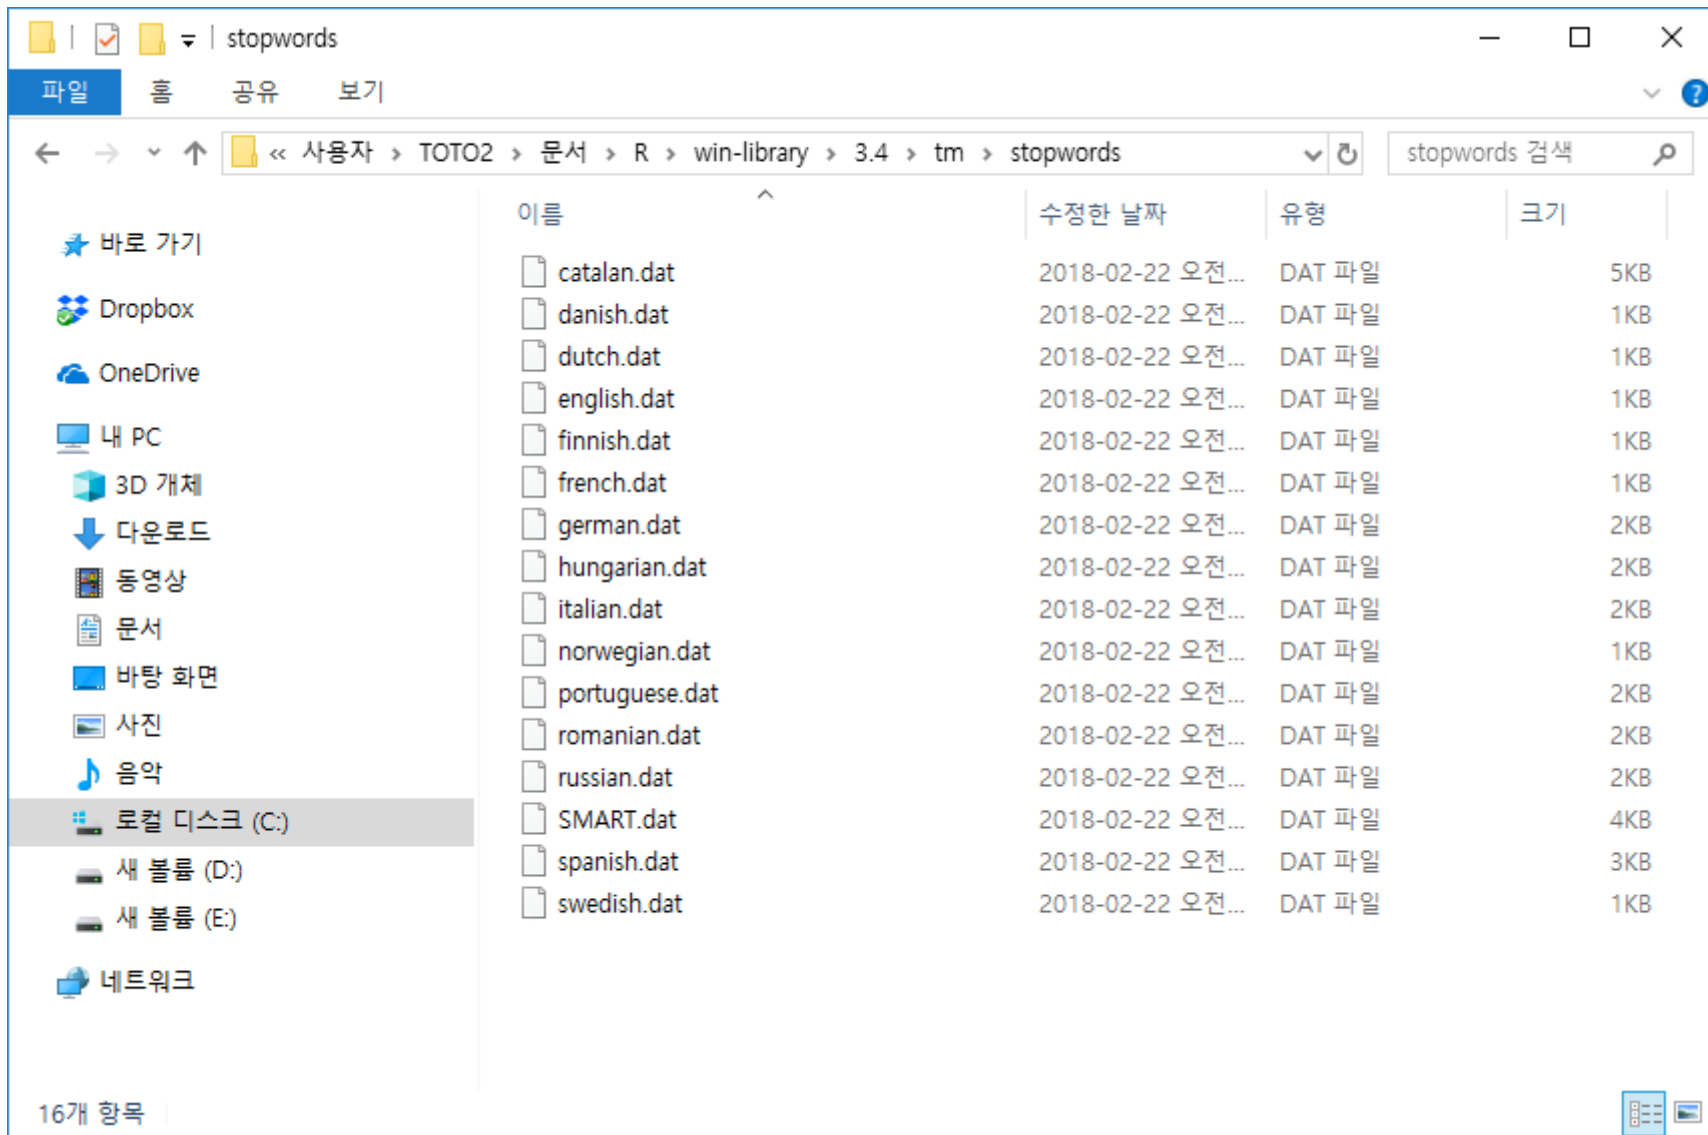 stopwords
파일 홈 공유 보기
« 사용자 › TOTO2 › 문서 › R › win-library › 3.4 › tm › stopwords
stopwords 검색
바로 가기
Dropbox
OneDrive
내 PC
3D 개체
다운로드
동영상
문서
바탕 화면
사진
음악
로컬 디스크 (C:)
새 볼륨 (D:)
새 볼륨 (E:)
네트워크
이름 수정한 날짜 유형 크기
catalan.dat 2018-02-22 오전... DAT 파일 5KB
danish.dat 2018-02-22 오전... DAT 파일 1KB
dutch.dat 2018-02-22 오전... DAT 파일 1KB
english.dat 2018-02-22 오전... DAT 파일 1KB
finnish.dat 2018-02-22 오전... DAT 파일 1KB
french.dat 2018-02-22 오전... DAT 파일 1KB
german.dat 2018-02-22 오전... DAT 파일 2KB
hungarian.dat 2018-02-22 오전... DAT 파일 2KB
italian.dat 2018-02-22 오전... DAT 파일 2KB
norwegian.dat 2018-02-22 오전... DAT 파일 1KB
portuguese.dat 2018-02-22 오전... DAT 파일 2KB
romanian.dat 2018-02-22 오전... DAT 파일 2KB
russian.dat 2018-02-22 오전... DAT 파일 2KB
SMART.dat 2018-02-22 오전... DAT 파일 4KB
spanish.dat 2018-02-22 오전... DAT 파일 3KB
swedish.dat 2018-02-22 오전... DAT 파일 1KB
16개 항목